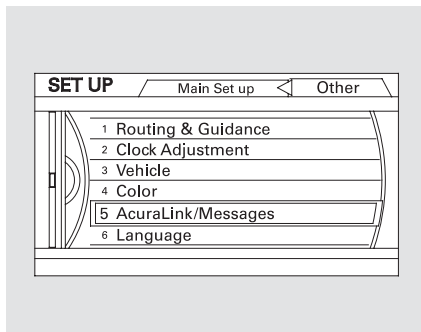 SET UP Main Set up Other
1 Routing & Guidance
2 Clock Adjustment
3 Vehicle
4 Color
5 AcuraLink/Messages
6 Language